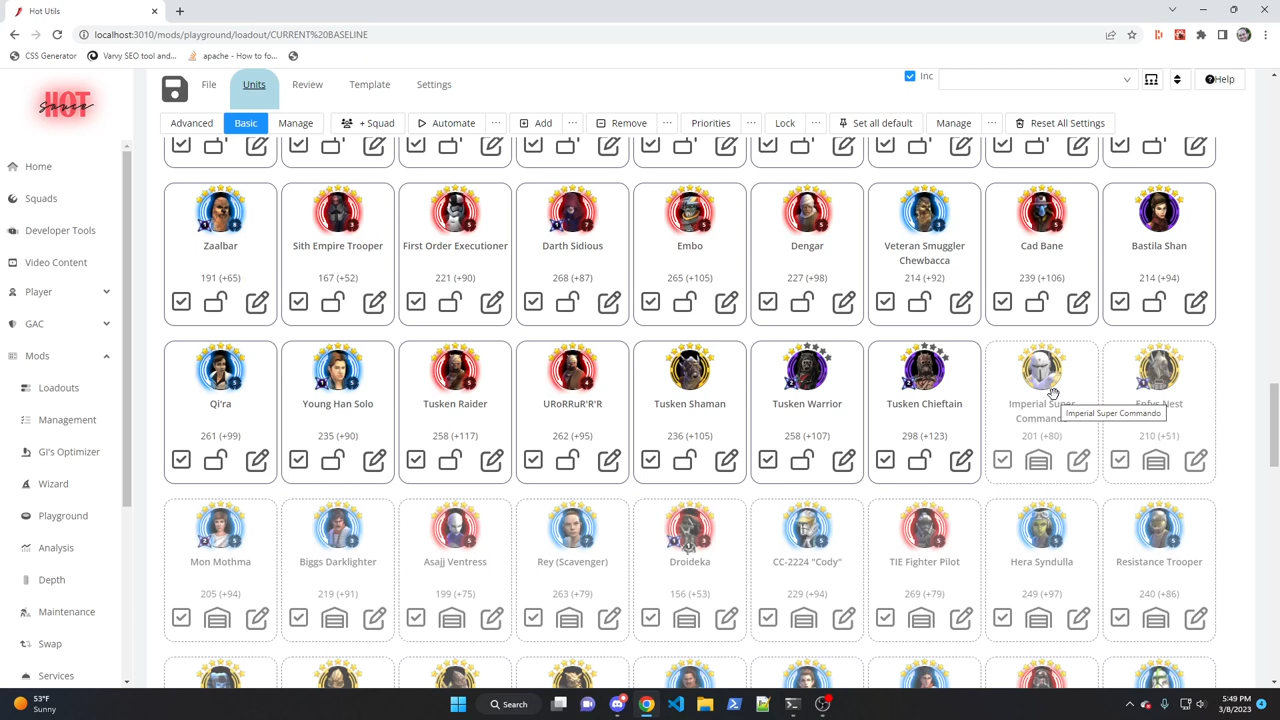 Hot Utils
localhost:3010/mods/playground/loadout/CURRENT%20BASELINE
CSS Generator
Varvy SEO tool and...
apache - How to fo...
HOT
sauce
File
Units
Review
Template
Settings
Inc
Help
Advanced
Basic
Manage
+ Squad
Automate
Add
Remove
Priorities
Lock
Set all default
Manage
Reset All Settings
Home
Squads
Developer Tools
Video Content
Player
GAC
Mods
Loadouts
Management
GI's Optimizer
Wizard
Playground
Analysis
Depth
Maintenance
Swap
Services
Zaalbar
191 (+65)
Sith Empire Trooper
167 (+52)
First Order Executioner
221 (+90)
Darth Sidious
268 (+87)
Embo
265 (+105)
Dengar
227 (+98)
Veteran Smuggler
Chewbacca
214 (+92)
Cad Bane
239 (+106)
Bastila Shan
214 (+94)
Qi'ra
261 (+99)
Young Han Solo
235 (+90)
Tusken Raider
258 (+117)
URoRRuR'R'R
262 (+95)
Tusken Shaman
236 (+105)
Tusken Warrior
258 (+107)
Tusken Chieftain
298 (+123)
Imperial Super
Commando
201 (+80)
Imperial Super Commando
Enfys Nest
210 (+51)
Mon Mothma
205 (+94)
Biggs Darklighter
219 (+91)
Asajj Ventress
199 (+75)
Rey (Scavenger)
263 (+79)
Droideka
156 (+53)
CC-2224 "Cody"
229 (+94)
TIE Fighter Pilot
269 (+79)
Hera Syndulla
249 (+97)
Resistance Trooper
240 (+86)
53°F
Sunny
Search
5:49 PM
3/8/2023